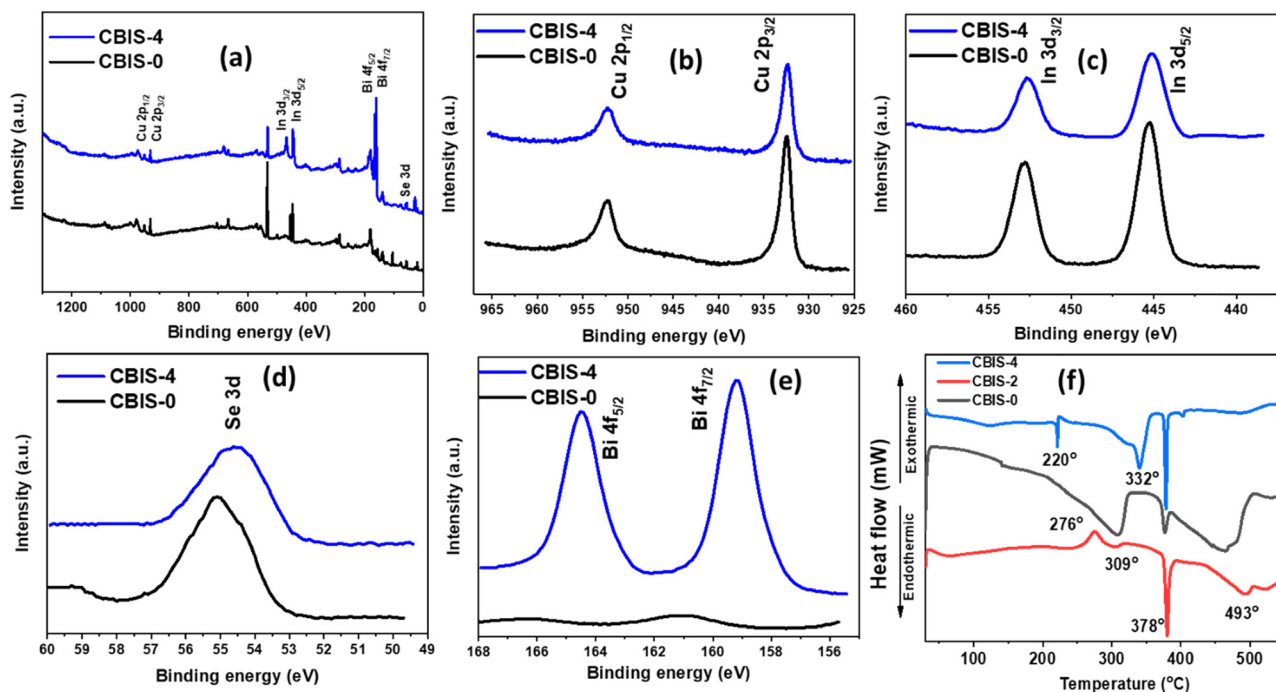 CBIS-4
CBIS-0
(a)
Cu 2p1/2
Cu 2p3/2
In 3d3/2
In 3d5/2
Bi 4f5/2
Bi 4f7/2
Se 3d
Intensity (a.u.)
1200 1000 800 600 400 200 0
Binding energy (eV)
CBIS-4
CBIS-0
(b)
Cu 2p1/2
Cu 2p3/2
Intensity (a.u.)
965 960 955 950 945 940 935 930 925
Binding energy (eV)
CBIS-4
CBIS-0
(c)
In 3d3/2
In 3d5/2
Intensity (a.u.)
460 455 450 445 440
Binding energy (eV)
CBIS-4
CBIS-0
(d)
Se 3d
Intensity (a.u.)
60 59 58 57 56 55 54 53 52 51 50 49
Binding energy (eV)
CBIS-4
CBIS-0
(e)
Bi 4f5/2
Bi 4f7/2
Intensity (a.u.)
168 166 164 162 160 158 156
Binding energy (eV)
CBIS-4
CBIS-2
CBIS-0
(f)
Exothermic
Heat flow (mW)
Endothermic
220°
332°
276°
309°
378°
493°
100 200 300 400 500
Temperature (°C)